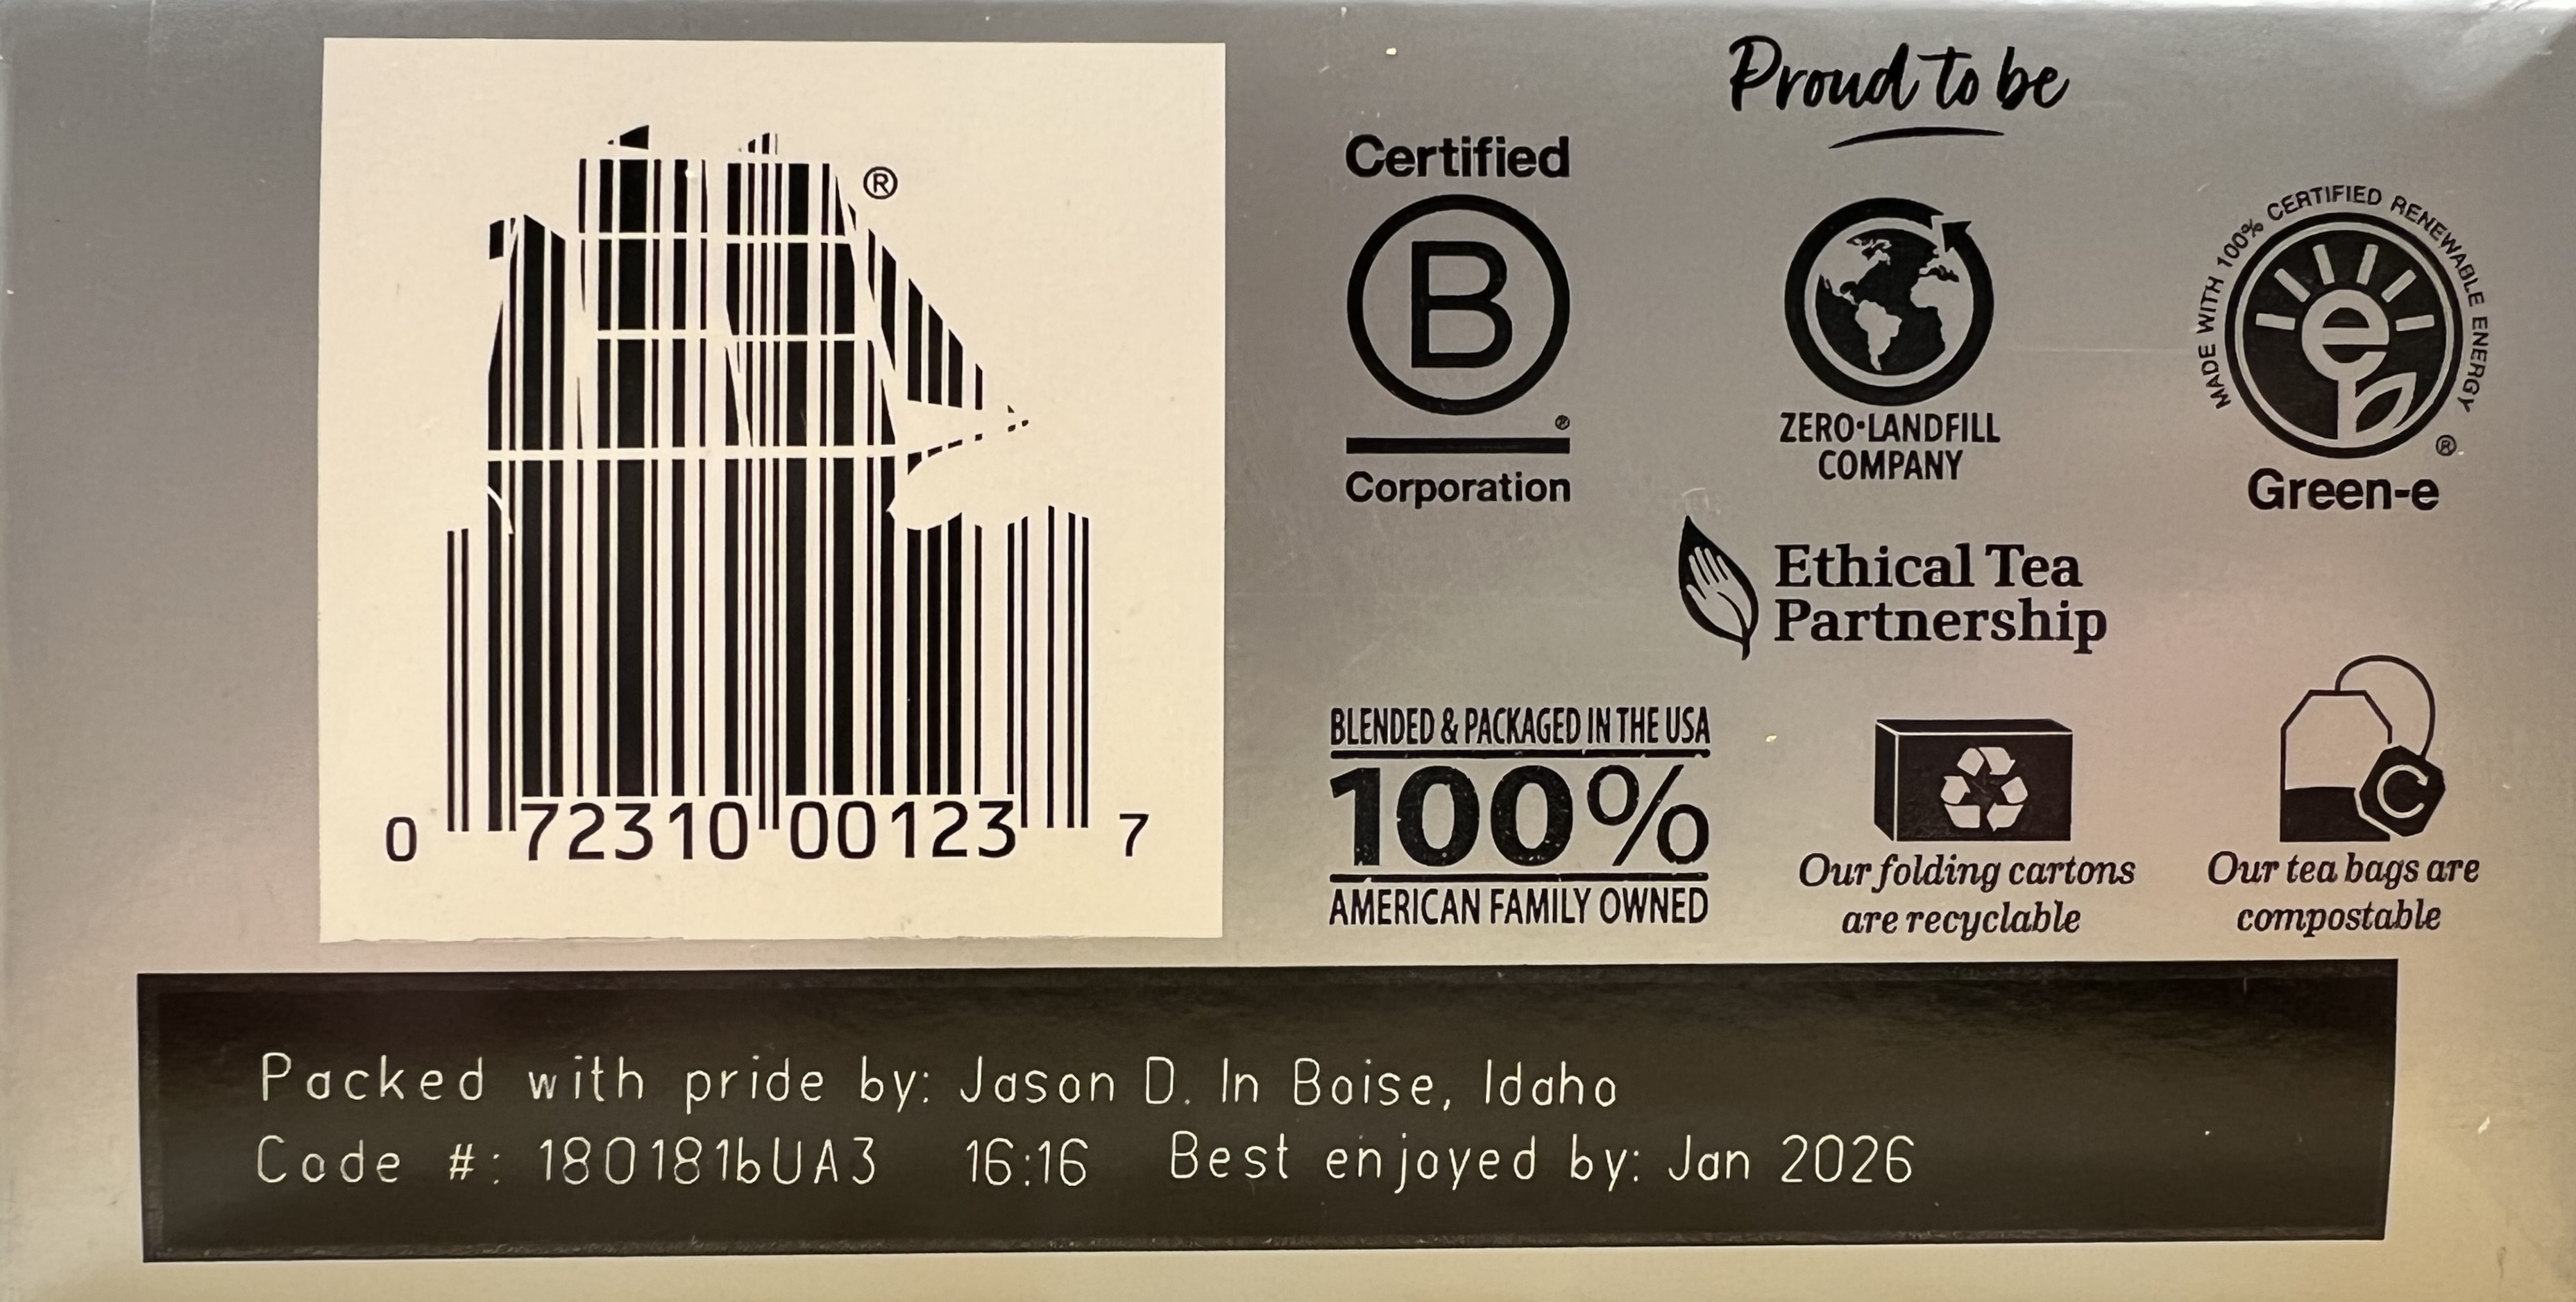 ®
0 72310 00123 7
Proud to be
Certified
B
®
Corporation
ZERO•LANDFILL
COMPANY
MADE WITH 100% CERTIFIED RENEWABLE ENERGY
e
®
Green-e
Ethical Tea
Partnership
BLENDED & PACKAGED IN THE USA
100%
AMERICAN FAMILY OWNED
Our folding cartons
are recyclable
C
Our tea bags are
compostable
Packed with pride by: Jason D. In Boise, Idaho
Code #: 180181bUA3 16:16 Best enjoyed by: Jan 2026